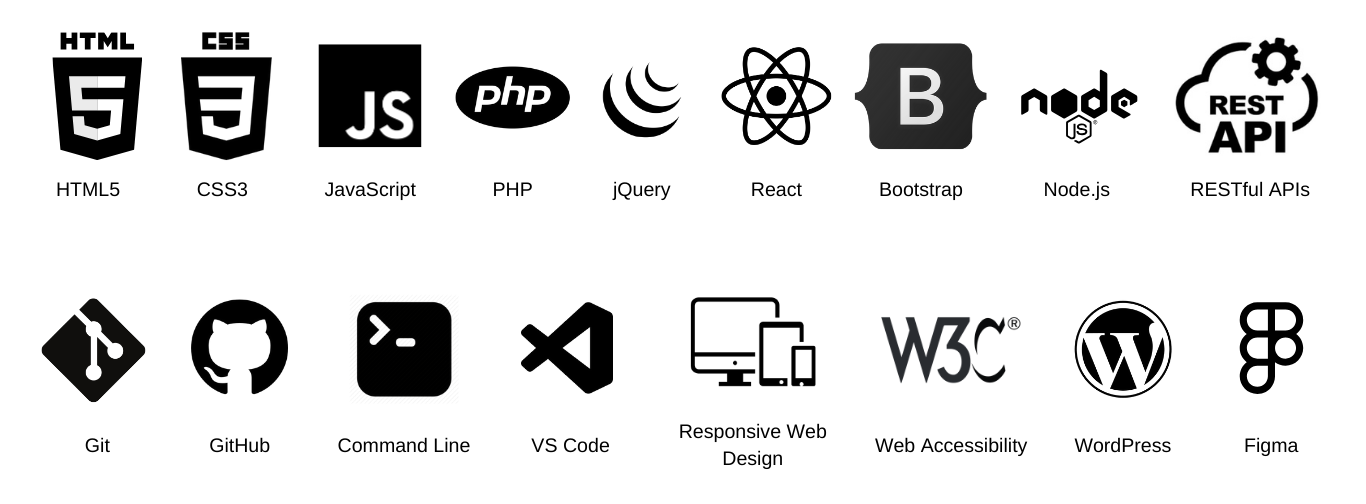 HTML CSS
5 3 JS php B node JS ® REST API
HTML5 CSS3 JavaScript PHP jQuery React Bootstrap Node.js RESTful APIs
W3C ® W
Git GitHub Command Line VS Code Responsive Web Design Web Accessibility WordPress Figma